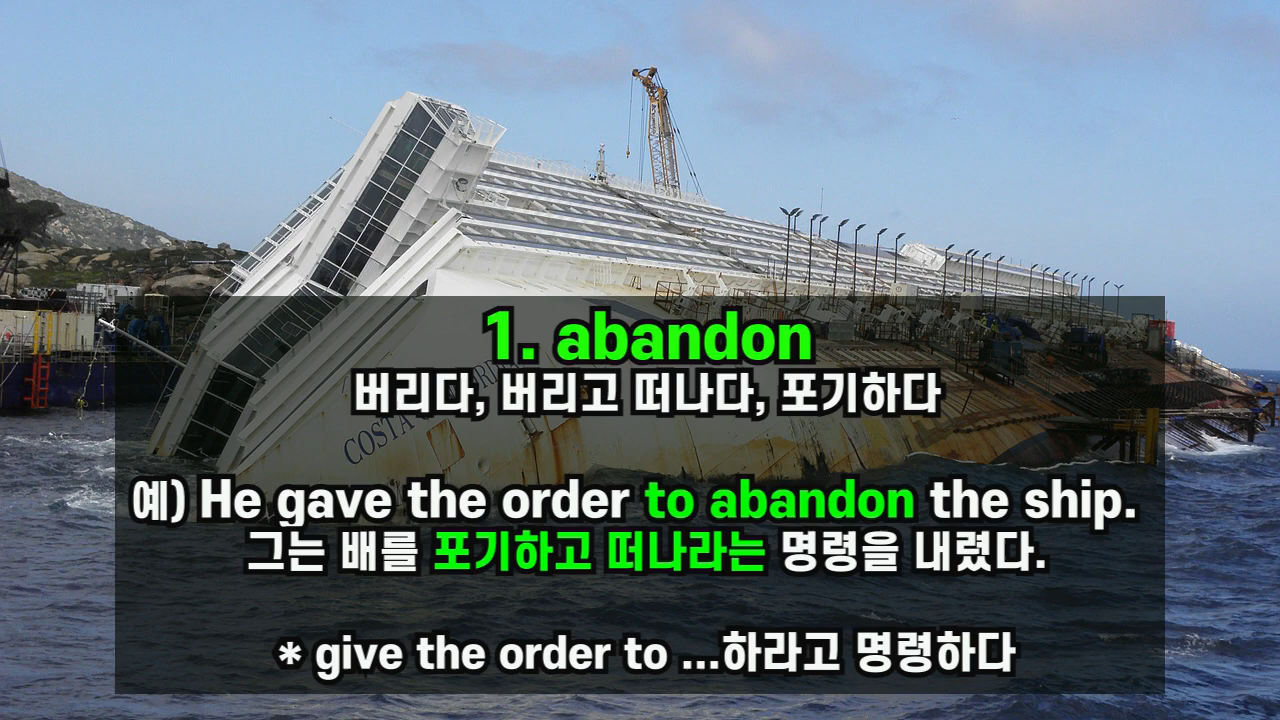 1. abandon
버리다, 버리고 떠나다, 포기하다
COSTA
예) He gave the order to abandon the ship.
그는 배를 포기하고 떠나라는 명령을 내렸다.
* give the order to ...하라고 명령하다